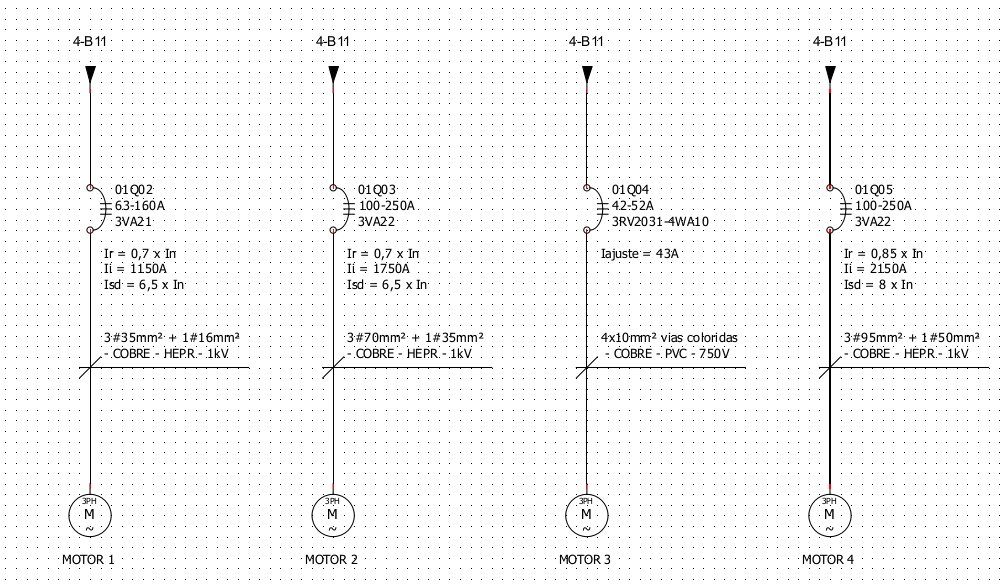 4-B11
01Q02
63-160A
3VA21
Ir = 0,7 x In
Ii = 1150A
Isd = 6,5 x In
3#35mm² + 1#16mm²
- COBRE - HEPR - 1kV
3PH
M
~
MOTOR 1
4-B11
01Q03
100-250A
3VA22
Ir = 0,7 x In
Ii = 1750A
Isd = 6,5 x In
3#70mm² + 1#35mm²
- COBRE - HEPR - 1kV
3PH
M
~
MOTOR 2
4-B11
01Q04
42-52A
3RV2031-4WA10
Iajuste = 43A
4x10mm² vias coloridas
- COBRE - PVC - 750V
3PH
M
~
MOTOR 3
4-B11
01Q05
100-250A
3VA22
Ir = 0,85 x In
Ii = 2150A
Isd = 8 x In
3#95mm² + 1#50mm²
- COBRE - HEPR - 1kV
3PH
M
~
MOTOR 4